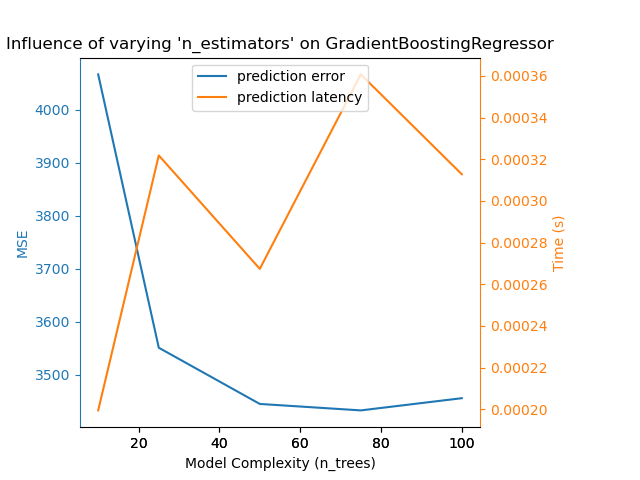 Influence of varying 'n_estimators' on GradientBoostingRegressor
prediction error
prediction latency
MSE
4000
3900
3800
3700
3600
3500
0.00036
0.00034
0.00032
0.00030
0.00028
0.00026
0.00024
0.00022
0.00020
Time (s)
20 40 60 80 100
Model Complexity (n_trees)